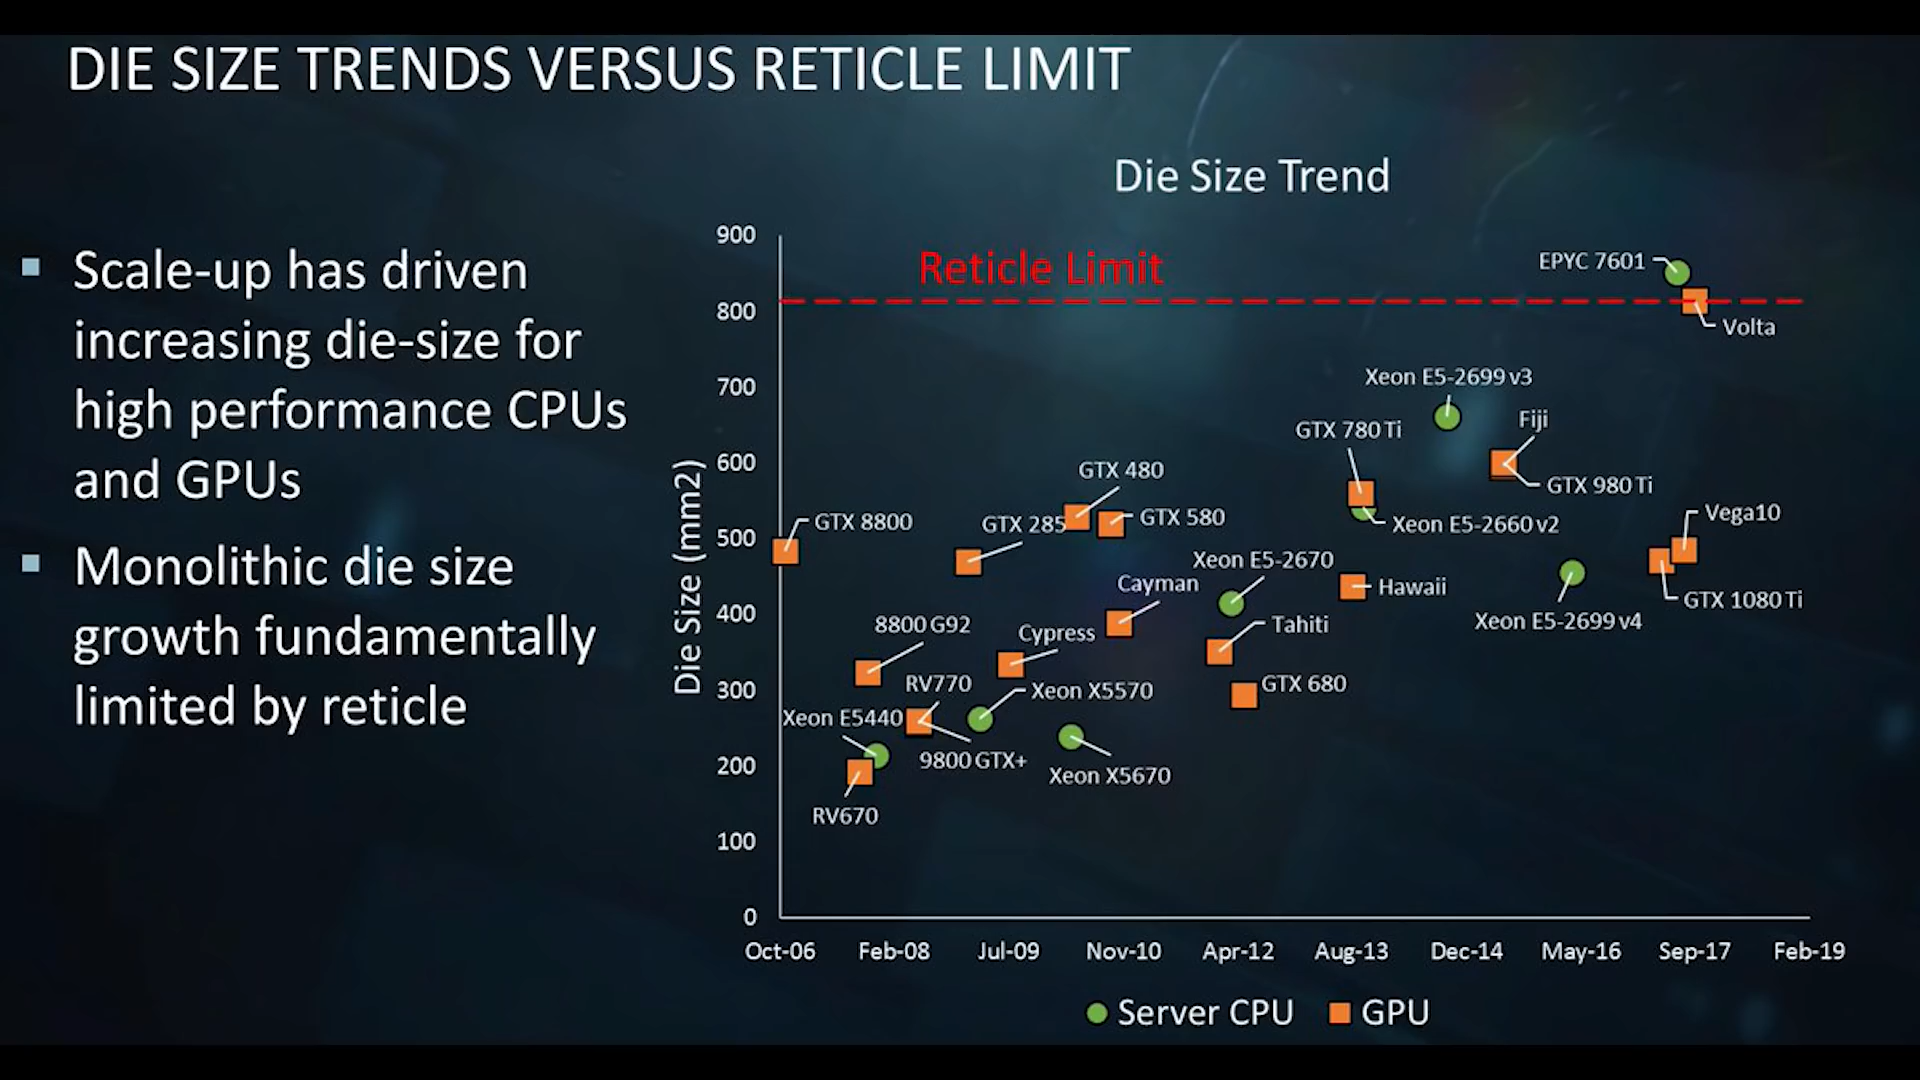 DIE SIZE TRENDS VERSUS RETICLE LIMIT
Scale-up has driven
increasing die-size for
high performance CPUs
and GPUs
Monolithic die size
growth fundamentally
limited by reticle
Die Size Trend
Die Size (mm2)
900
800
700
600
500
400
300
200
100
0
Reticle Limit
EPYC 7601
Volta
Xeon E5-2699 v3
Fiji
GTX 780 Ti
GTX 480
GTX 980 Ti
Vega10
GTX 8800
GTX 285
GTX 580
Xeon E5-2660 v2
Xeon E5-2670
Cayman
Hawaii
GTX 1080 Ti
8800 G92
Cypress
Tahiti
Xeon E5-2699 v4
RV770
Xeon X5570
GTX 680
Xeon E5440
9800 GTX+
Xeon X5670
RV670
Oct-06
Feb-08
Jul-09
Nov-10
Apr-12
Aug-13
Dec-14
May-16
Sep-17
Feb-19
Server CPU
GPU